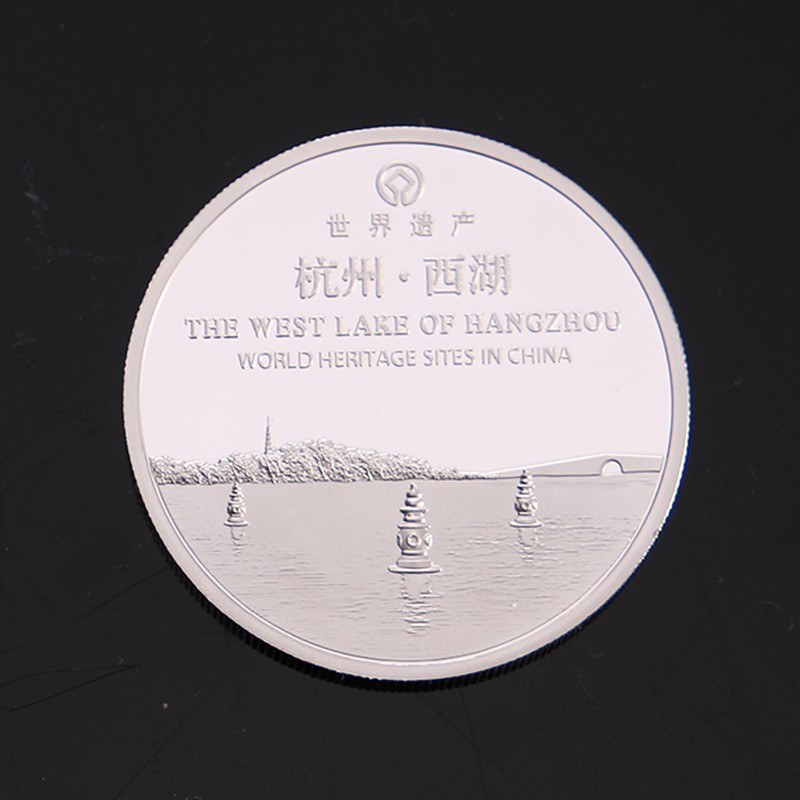 世界遗产
杭州·西湖
THE WEST LAKE OF HANGZHOU
WORLD HERITAGE SITES IN CHINA